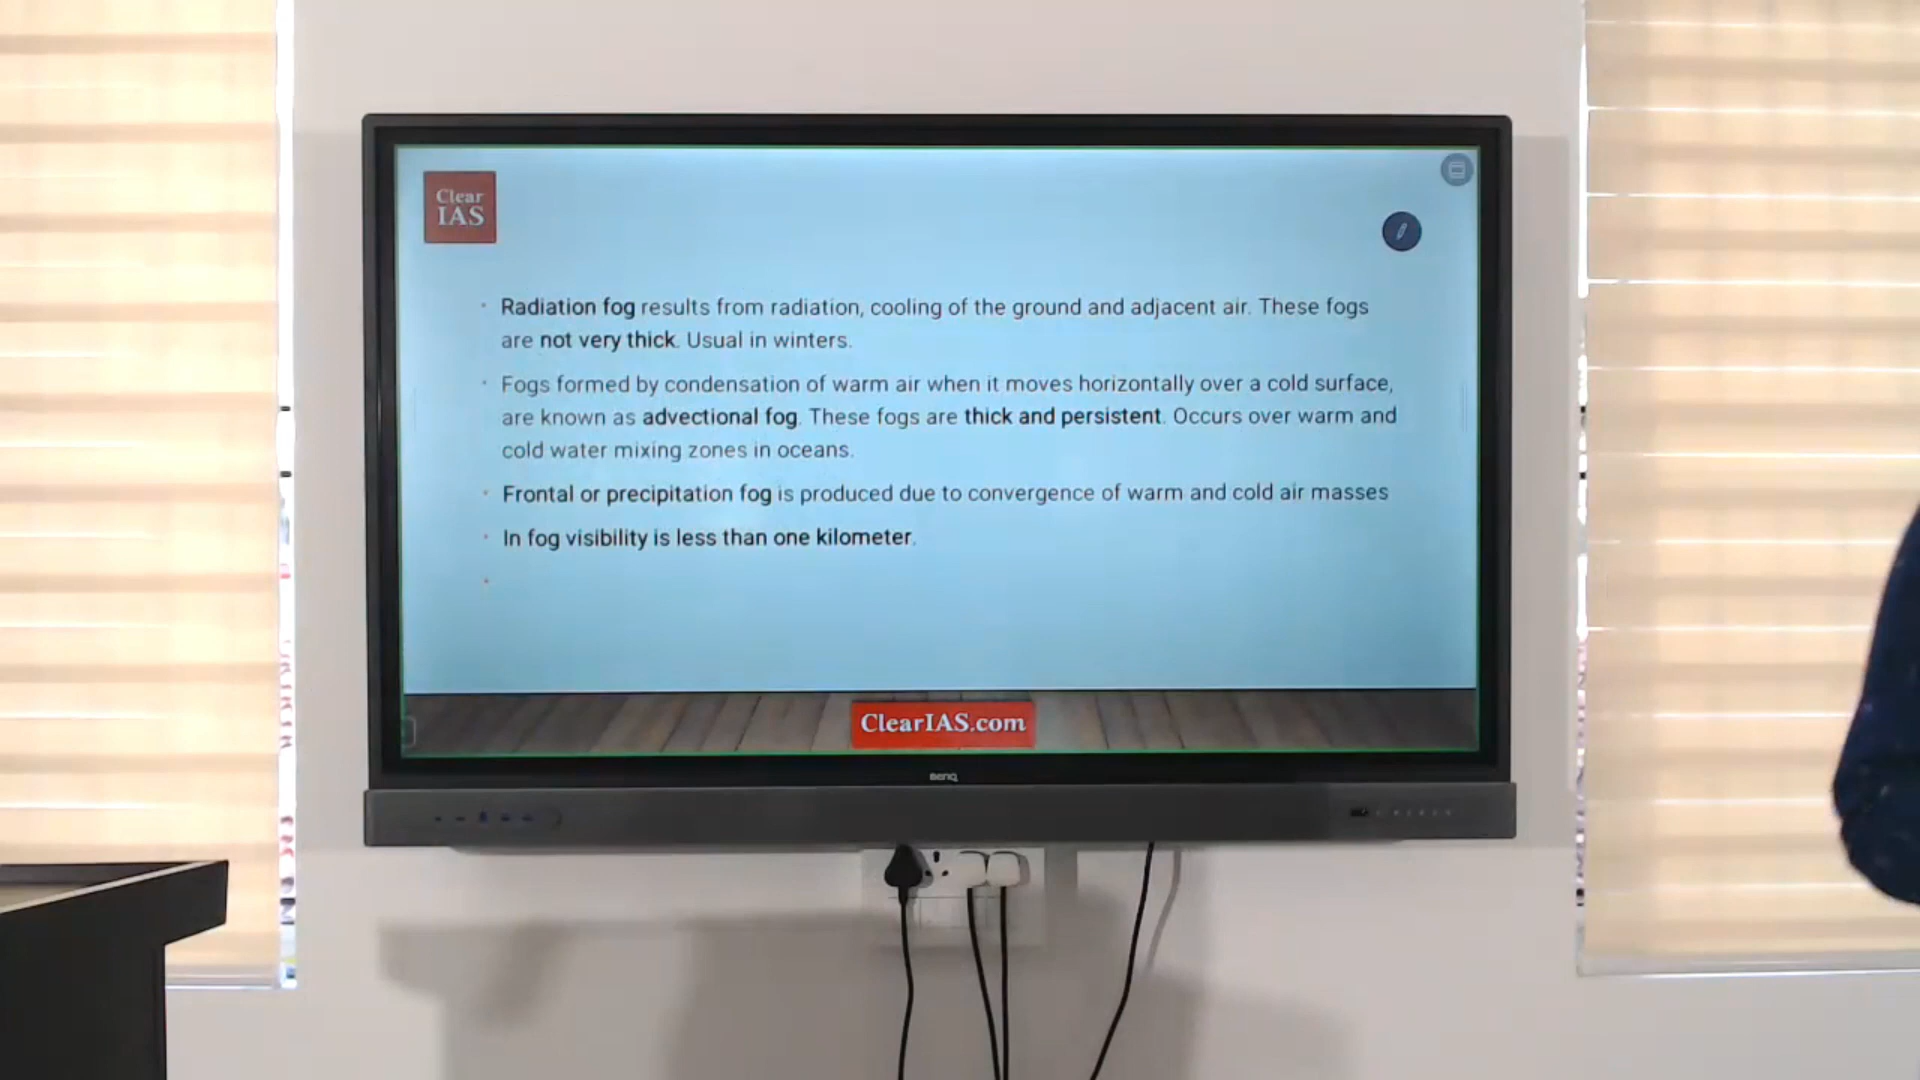 Clear
IAS
Radiation fog results from radiation, cooling of the ground and adjacent air. These fogs
are not very thick. Usual in winters.
Fogs formed by condensation of warm air when it moves horizontally over a cold surface,
are known as advectional fog. These fogs are thick and persistent. Occurs over warm and
cold water mixing zones in oceans.
Frontal or precipitation fog is produced due to convergence of warm and cold air masses
In fog visibility is less than one kilometer.
ClearIAS.com
BenQ